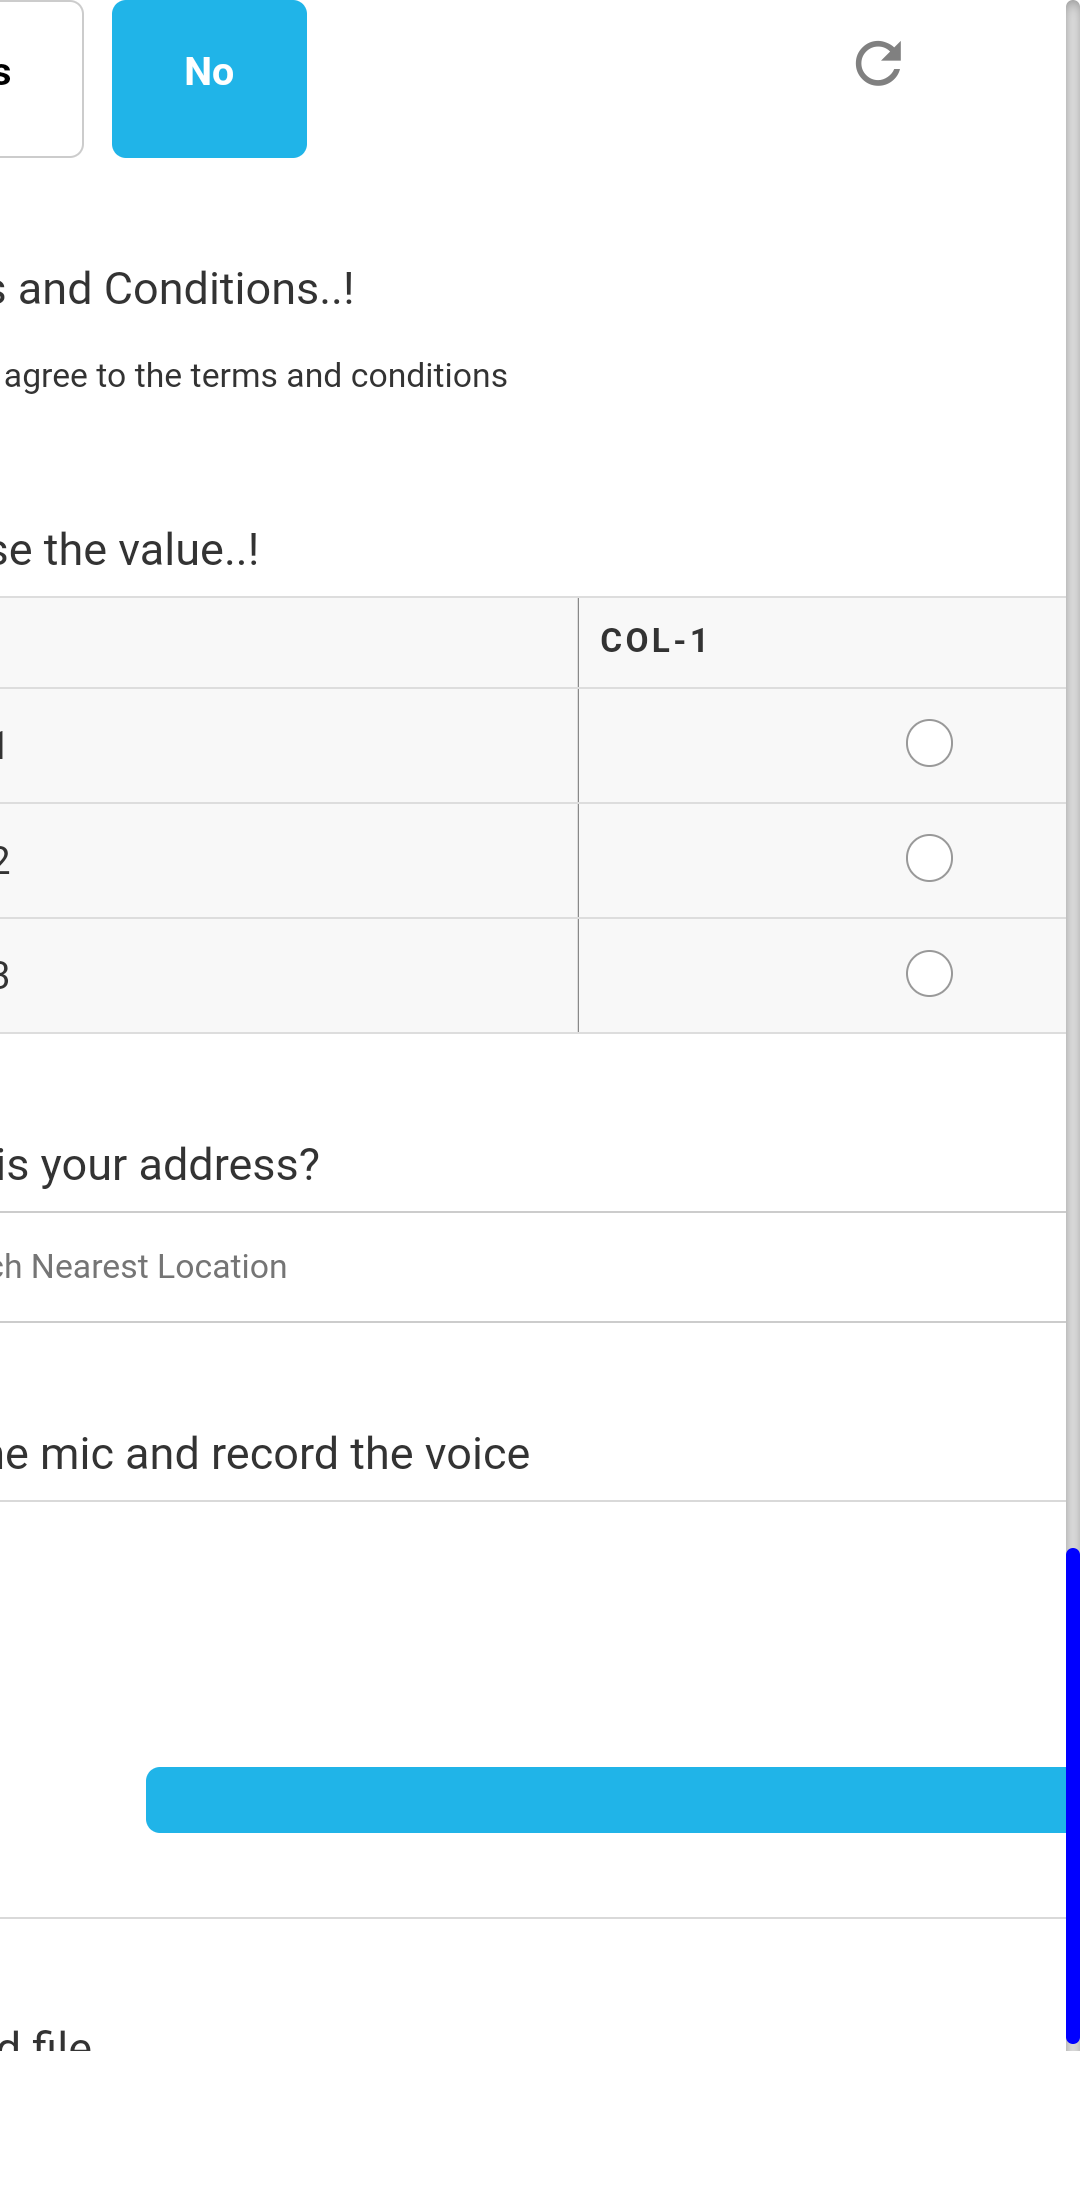 s No
s and Conditions..!
agree to the terms and conditions
se the value..!
COL-1
1
2
3
is your address?
ch Nearest Location
he mic and record the voice
d file